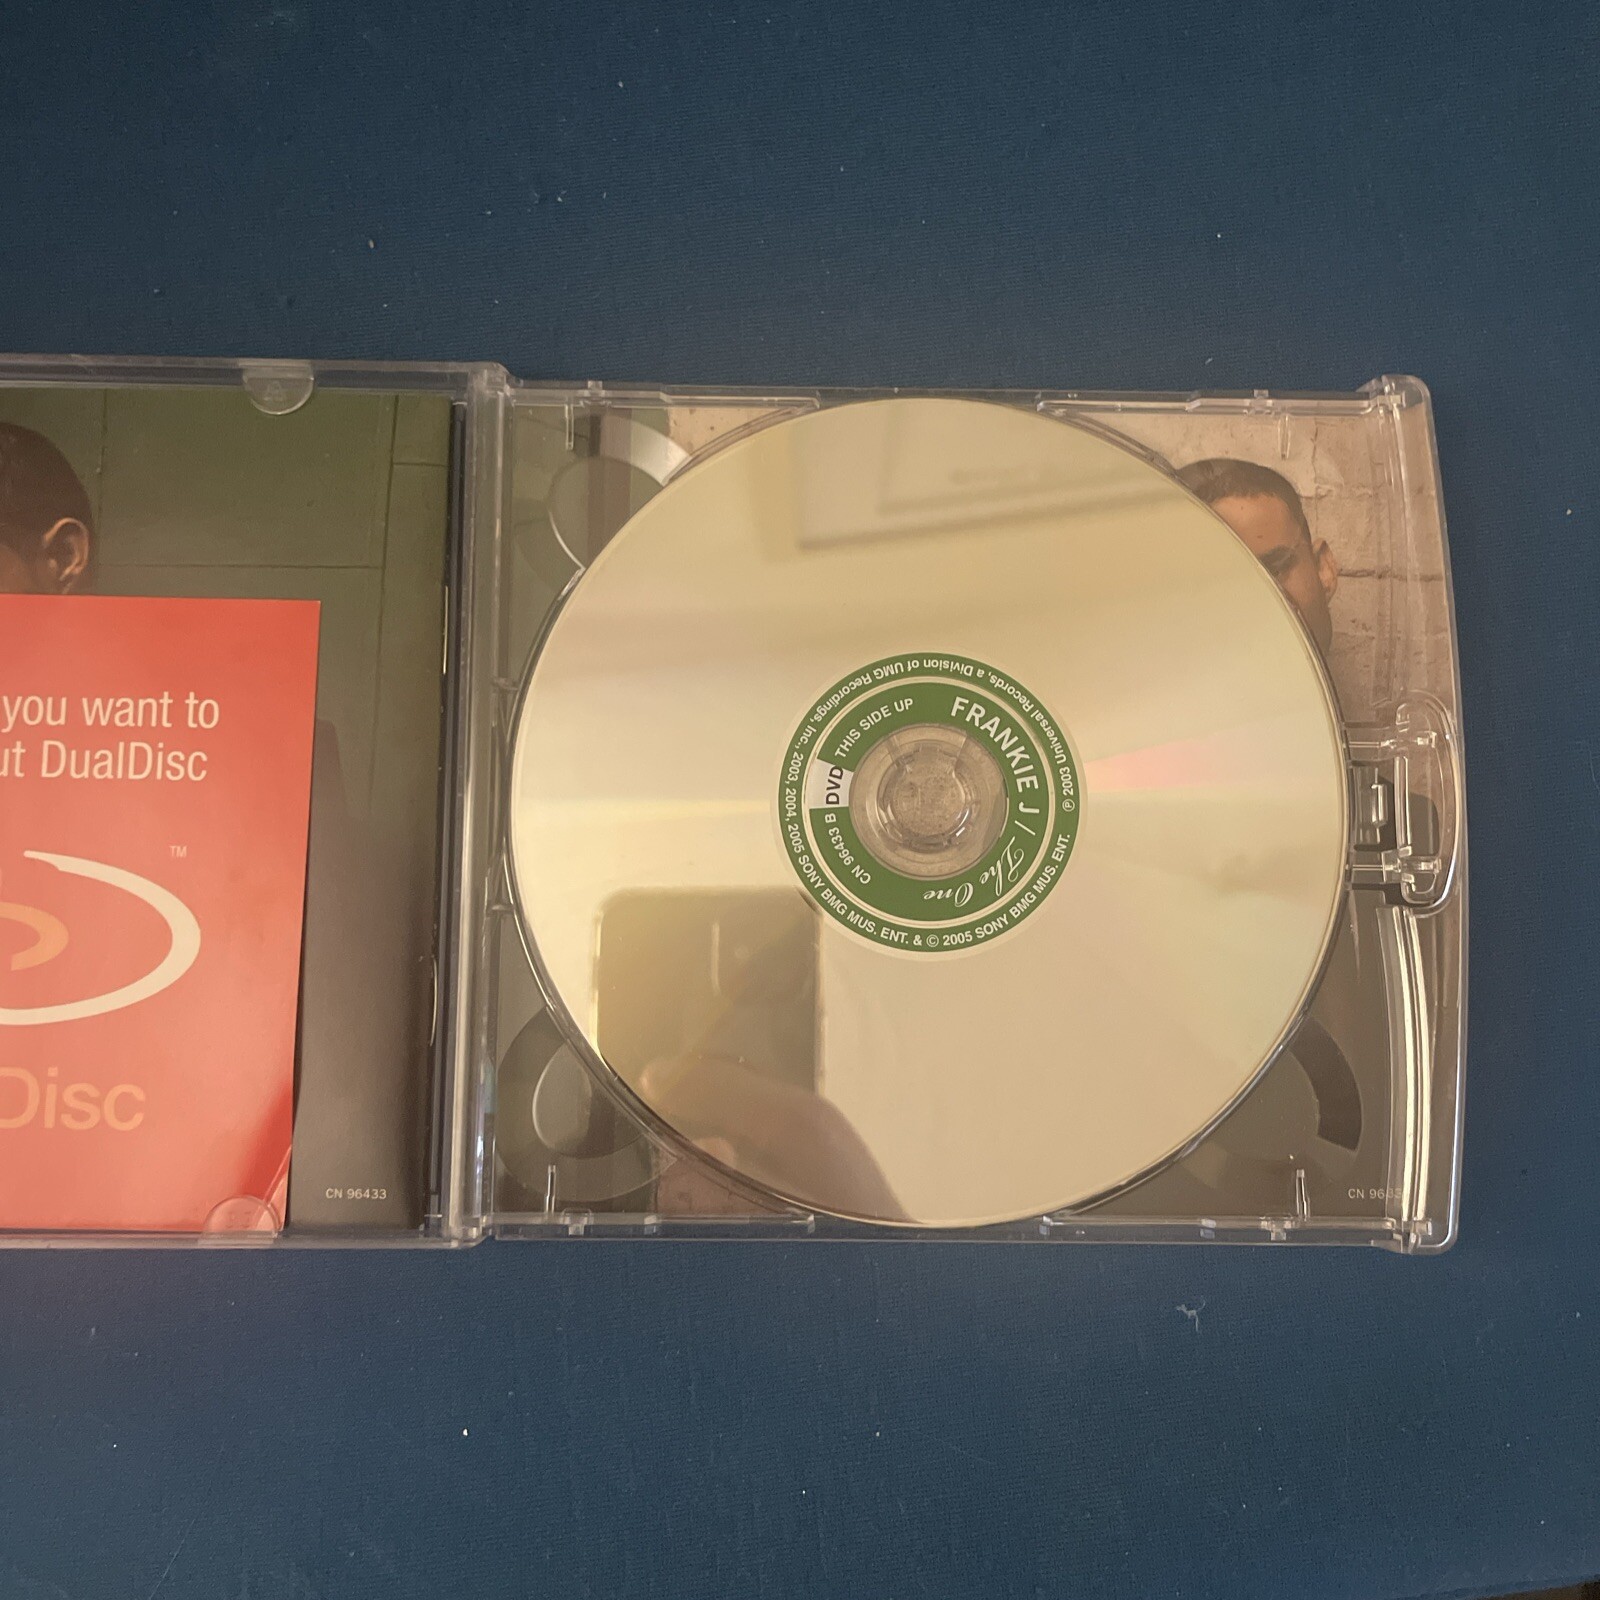 you want to
ut DualDisc
TM
Disc
CN 96433
FRANKIE J / The One
CN 96433 B DVD THIS SIDE UP
℗ 2003 Universal Records, a Division of UMG Recordings, Inc., 2003, 2004, 2005 SONY BMG MUS. ENT. & © 2005 SONY BMG MUS. ENT.
CN 96433